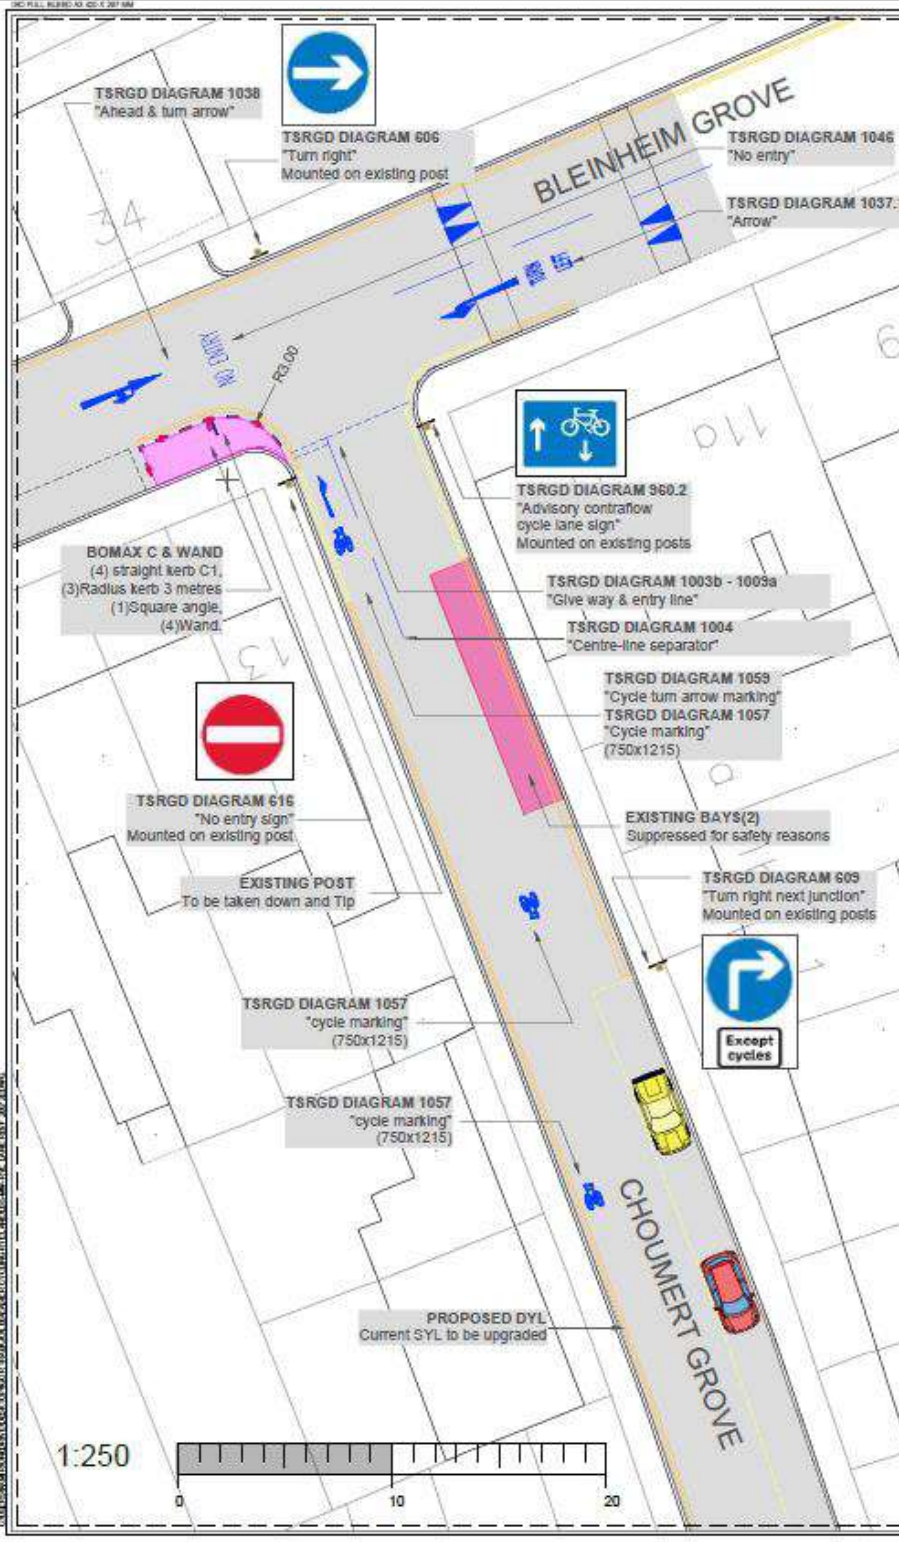 TSRGD DIAGRAM 1038
"Ahead & turn arrow"
TSRGD DIAGRAM 606
"Turn right"
Mounted on existing post
BLEINHEIM GROVE
TSRGD DIAGRAM 1046
"No entry"
TSRGD DIAGRAM 1037.
"Arrow"
34
LEFT
TURN
NO ENTRY
R3.00
9
11a
TSRGD DIAGRAM 960.2
"Advisory contraflow
cycle lane sign"
Mounted on existing posts
BOMAX C & WAND
(4) straight kerb C1,
(3)Radius kerb 3 metres
(1)Square angle,
(4)Wand.
TSRGD DIAGRAM 1003b - 1009a
"Give way & entry line"
TSRGD DIAGRAM 1004
"Centre-line separator"
13
TSRGD DIAGRAM 1059
"Cycle turn arrow marking"
TSRGD DIAGRAM 1057
"Cycle marking"
(750x1215)
TSRGD DIAGRAM 616
"No entry sign"
Mounted on existing post
EXISTING BAYS(2)
Suppressed for safety reasons
EXISTING POST
To be taken down and Tip
TSRGD DIAGRAM 609
"Turn right next junction"
Mounted on existing posts
Except
cycles
TSRGD DIAGRAM 1057
"cycle marking"
(750x1215)
TSRGD DIAGRAM 1057
"cycle marking"
(750x1215)
CHOUMERT GROVE
PROPOSED DYL
Current SYL to be upgraded
1:250
0
10
20